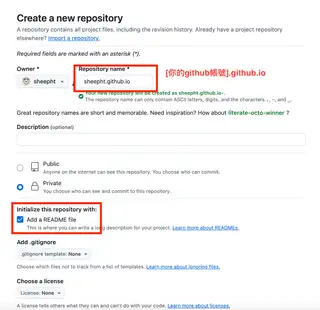 Create a new repository
A repository contains all project files, including the revision history. Already have a project repository
elsewhere? Import a repository.
Required fields are marked with an asterisk (*).
Owner *
Repository name *
[你的github帳號].github.io
sheepht
/
sheepht.github.io
Your new repository will be created as sheepht.github.io-.
The repository name can only contain ASCII letters, digits, and the characters ., -, and _.
Great repository names are short and memorable. Need inspiration? How about literate-octo-winner ?
Description (optional)
Public
Anyone on the internet can see this repository. You choose who can commit.
Private
You choose who can see and commit to this repository.
Initialize this repository with:
Add a README file
This is where you can write a long description for your project. Learn more about READMEs.
Add .gitignore
.gitignore template: None
Choose which files not to track from a list of templates. Learn more about ignoring files.
Choose a license
License: None
A license tells others what they can and can't do with your code. Learn more about licenses.